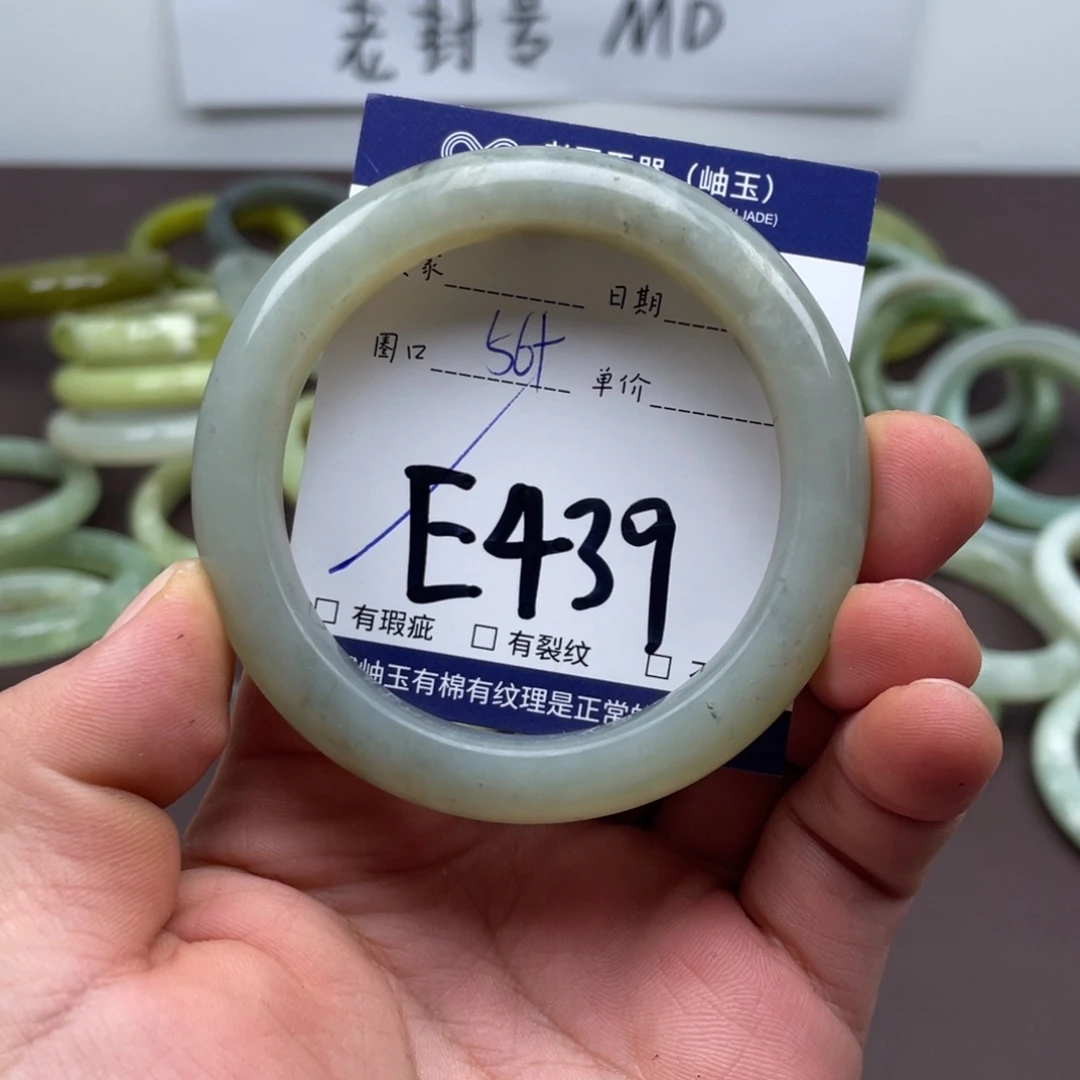 老封号 MD
（岫玉）
JADE)
家 日期
圈口 56+ 单价
E439
□ 有瑕疵 □ 有裂纹 □
岫玉有棉有纹理是正常